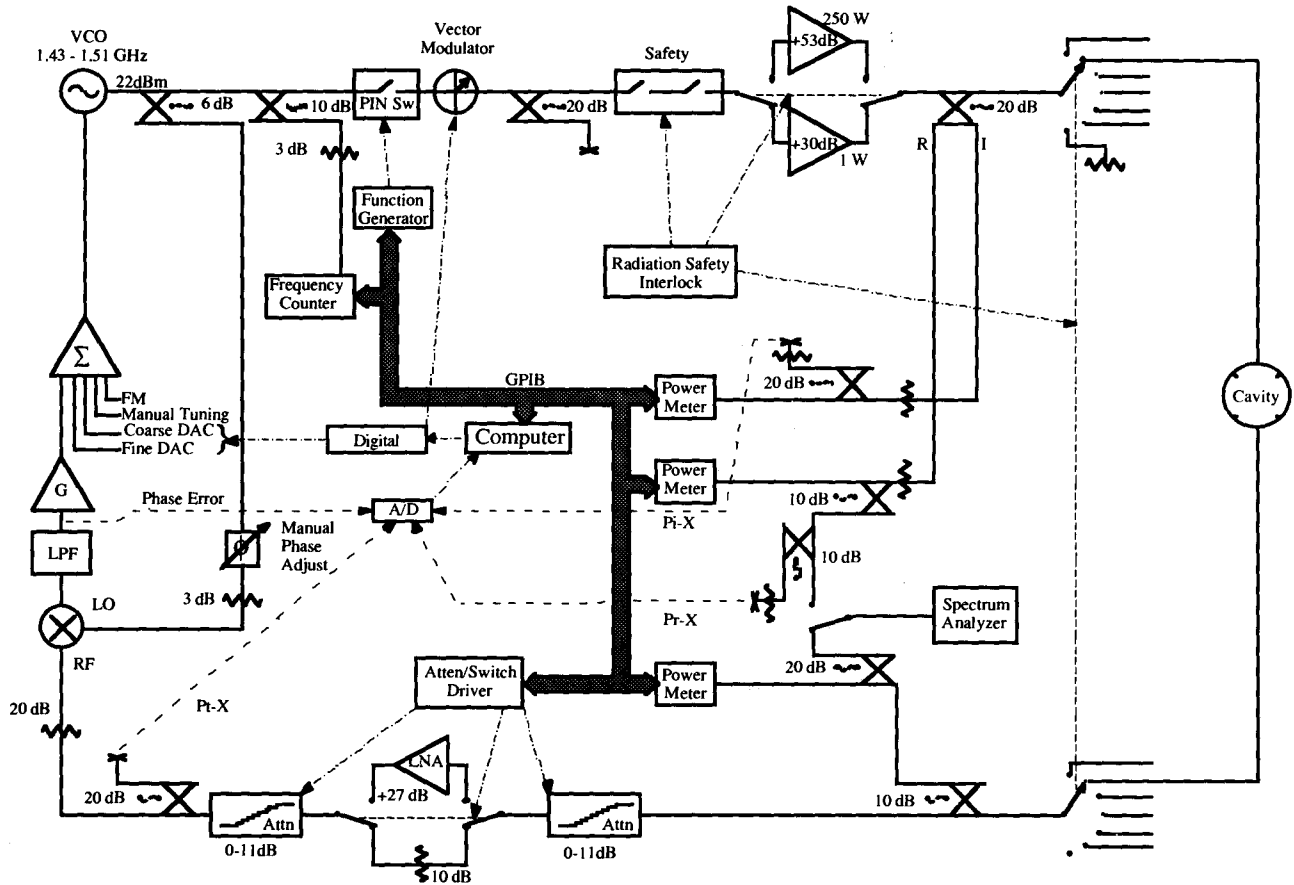 VCO
1.43 - 1.51 GHz
22dBm
6 dB
10 dB
PIN Sw.
Vector
Modulator
20 dB
Safety
250 W
+53dB
+30dB
1 W
20 dB
R
I
3 dB
Function
Generator
Frequency
Counter
Radiation Safety
Interlock
Σ
FM
Manual Tuning
Coarse DAC
Fine DAC
Digital
GPIB
Computer
Power
Meter
20 dB
Cavity
G
Phase Error
A/D
Pi-X
Power
Meter
10 dB
LPF
Φ
Manual
Phase
Adjust
10 dB
3 dB
LO
RF
Pr-X
Spectrum
Analyzer
20 dB
Atten/Switch
Driver
Power
Meter
20 dB
Pt-X
LNA
+27 dB
20 dB
Attn
0-11dB
10 dB
Attn
0-11dB
10 dB